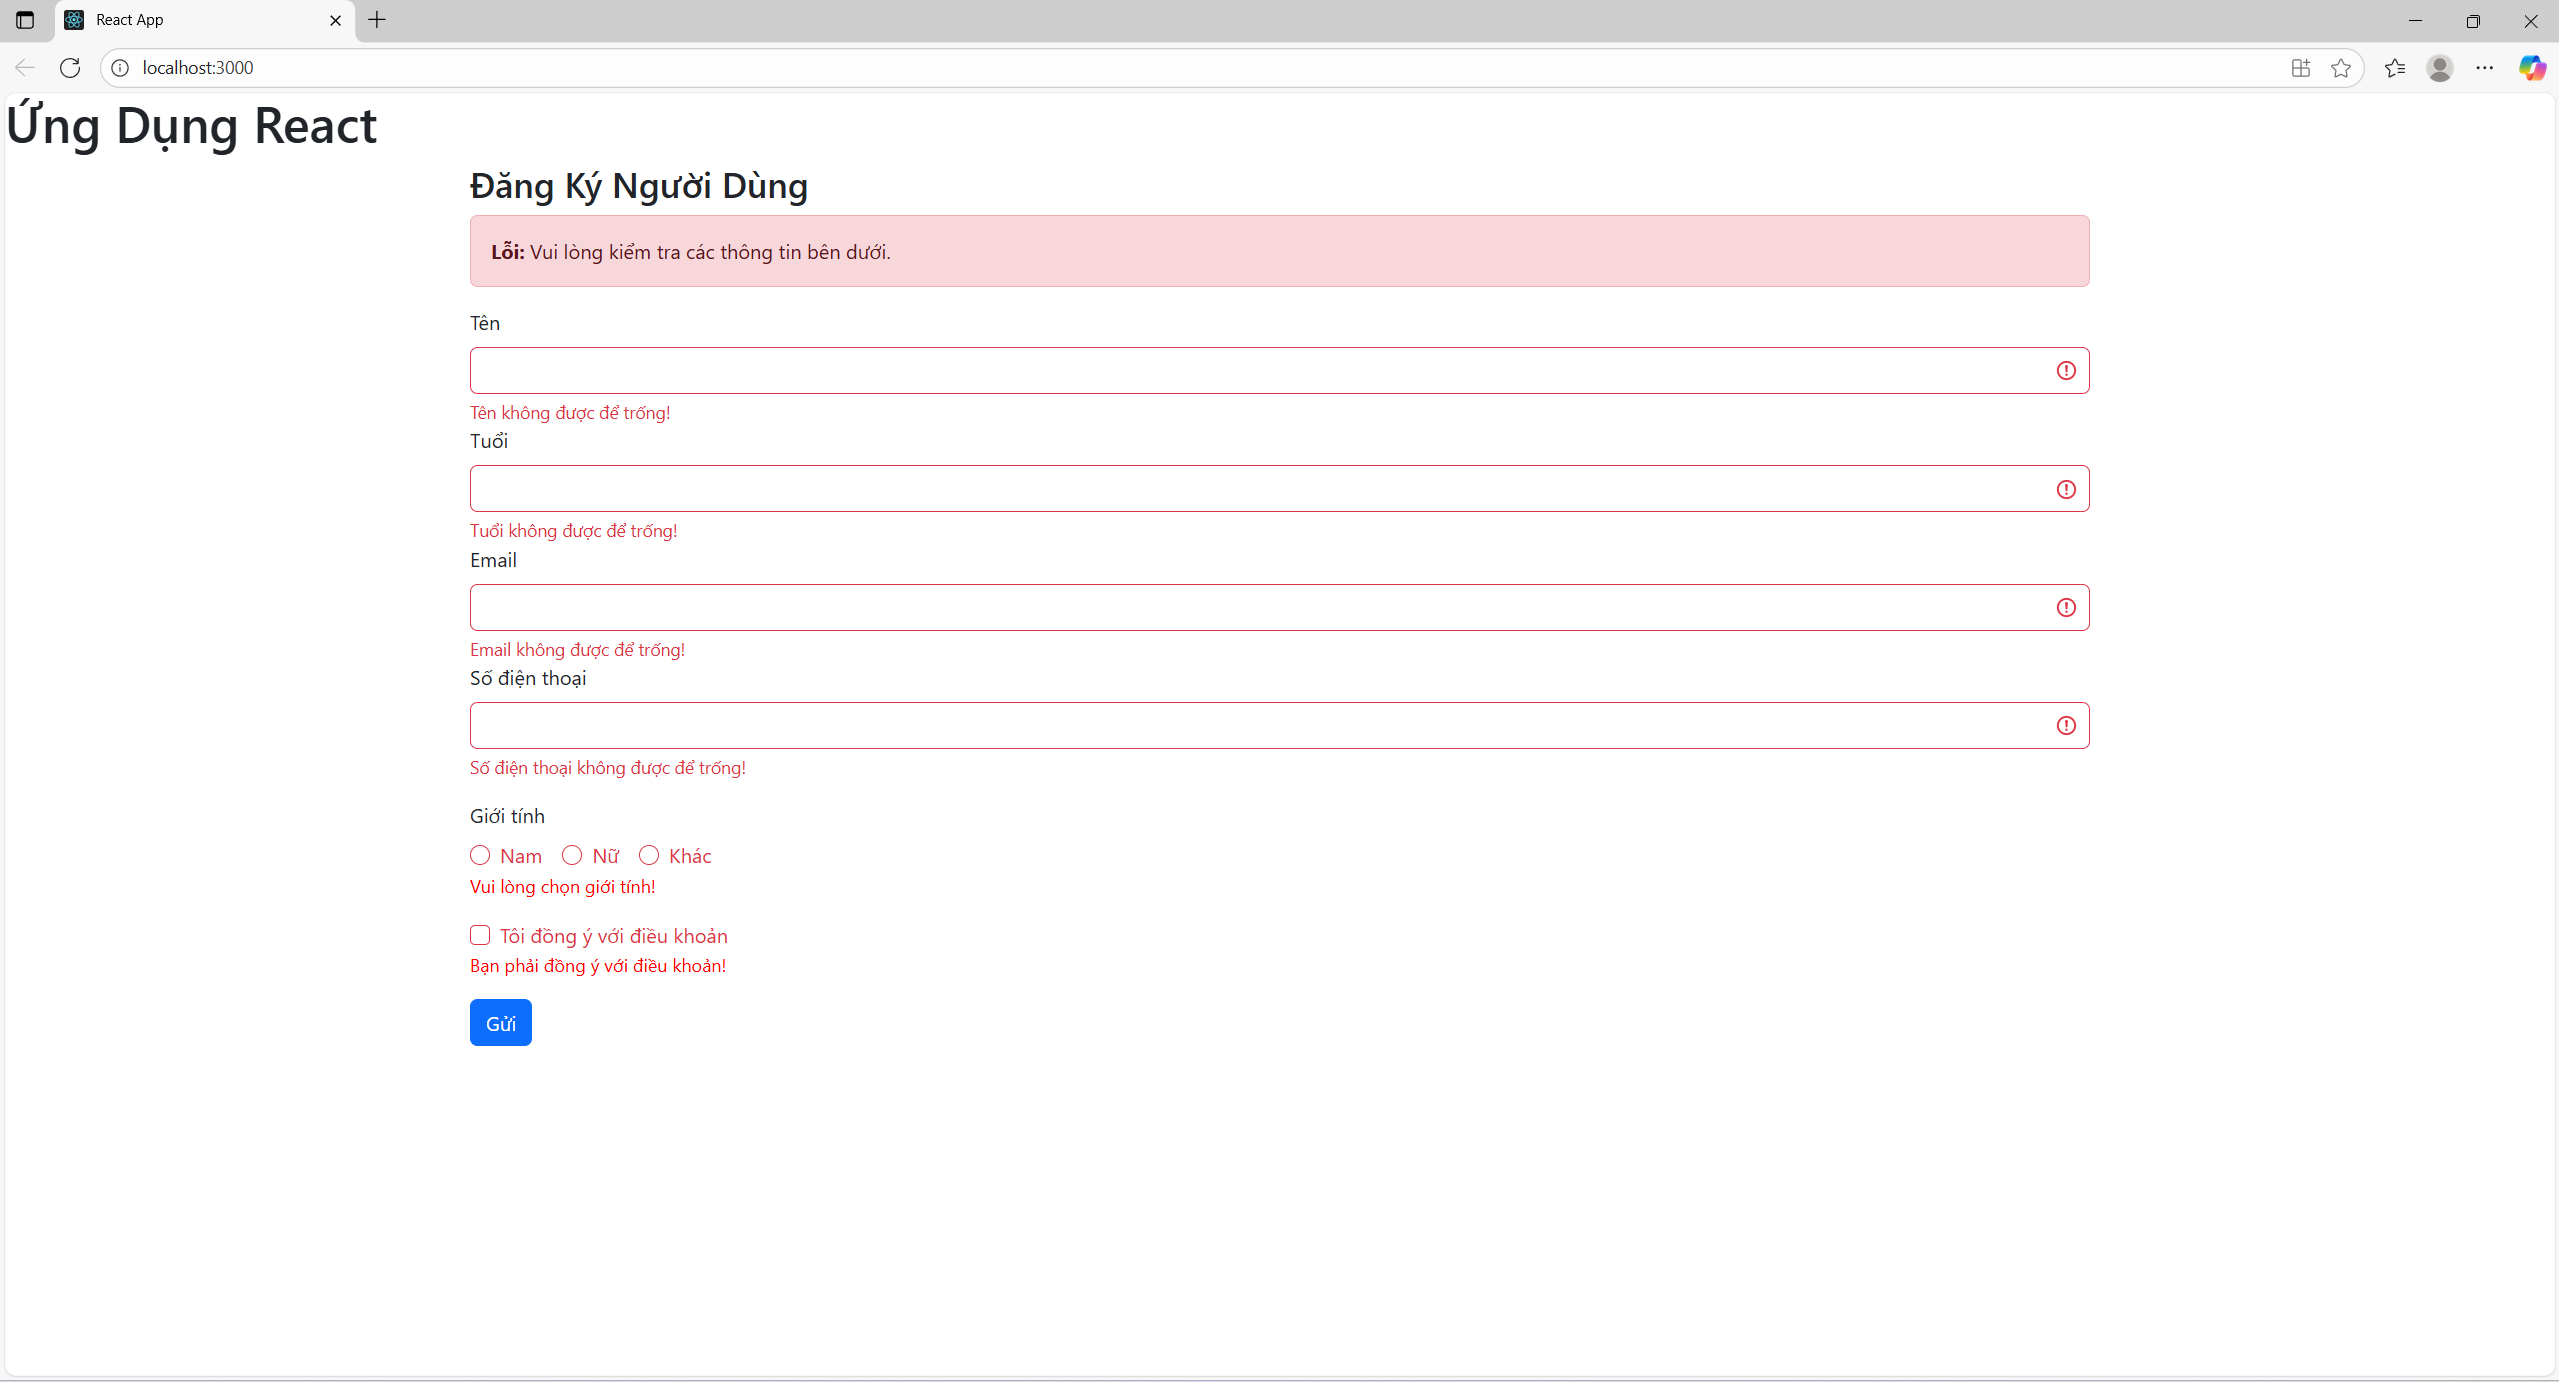 React App
localhost:3000
Ứng Dụng React
Đăng Ký Người Dùng
Lỗi: Vui lòng kiểm tra các thông tin bên dưới.
Tên
Tên không được để trống!
Tuổi
Tuổi không được để trống!
Email
Email không được để trống!
Số điện thoại
Số điện thoại không được để trống!
Giới tính
Nam Nữ Khác
Vui lòng chọn giới tính!
Tôi đồng ý với điều khoản
Bạn phải đồng ý với điều khoản!
Gửi